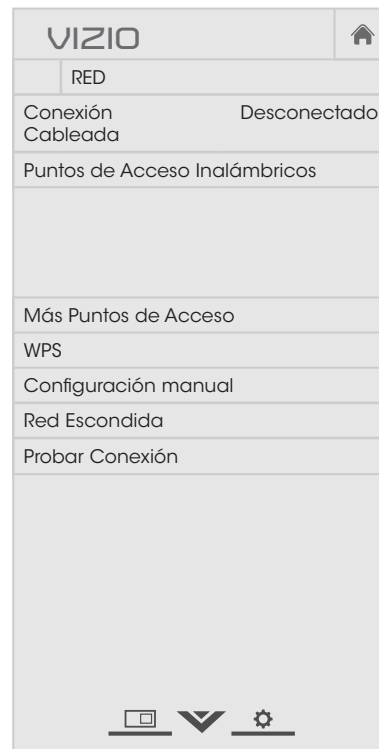 VIZIO
RED
Conexión Desconectado
Cableada
Puntos de Acceso Inalámbricos
Más Puntos de Acceso
WPS
Configuración manual
Red Escondida
Probar Conexión